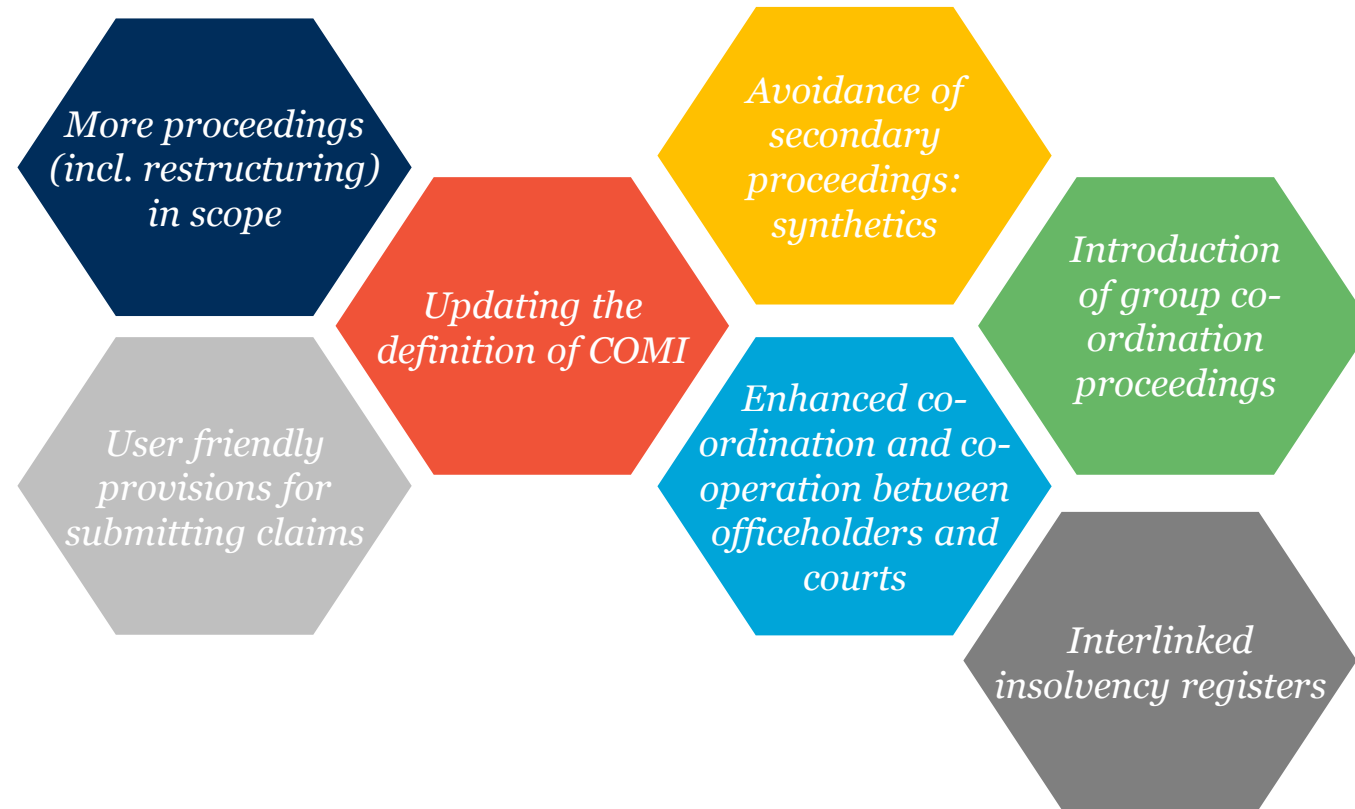 More proceedings
(incl. restructuring)
in scope
User friendly
provisions for
submitting claims
Updating the
definition of COMI
Avoidance of
secondary
proceedings:
synthetics
Enhanced co-
ordination and co-
operation between
officeholders and
courts
Introduction
of group co-
ordination
proceedings
Interlinked
insolvency registers